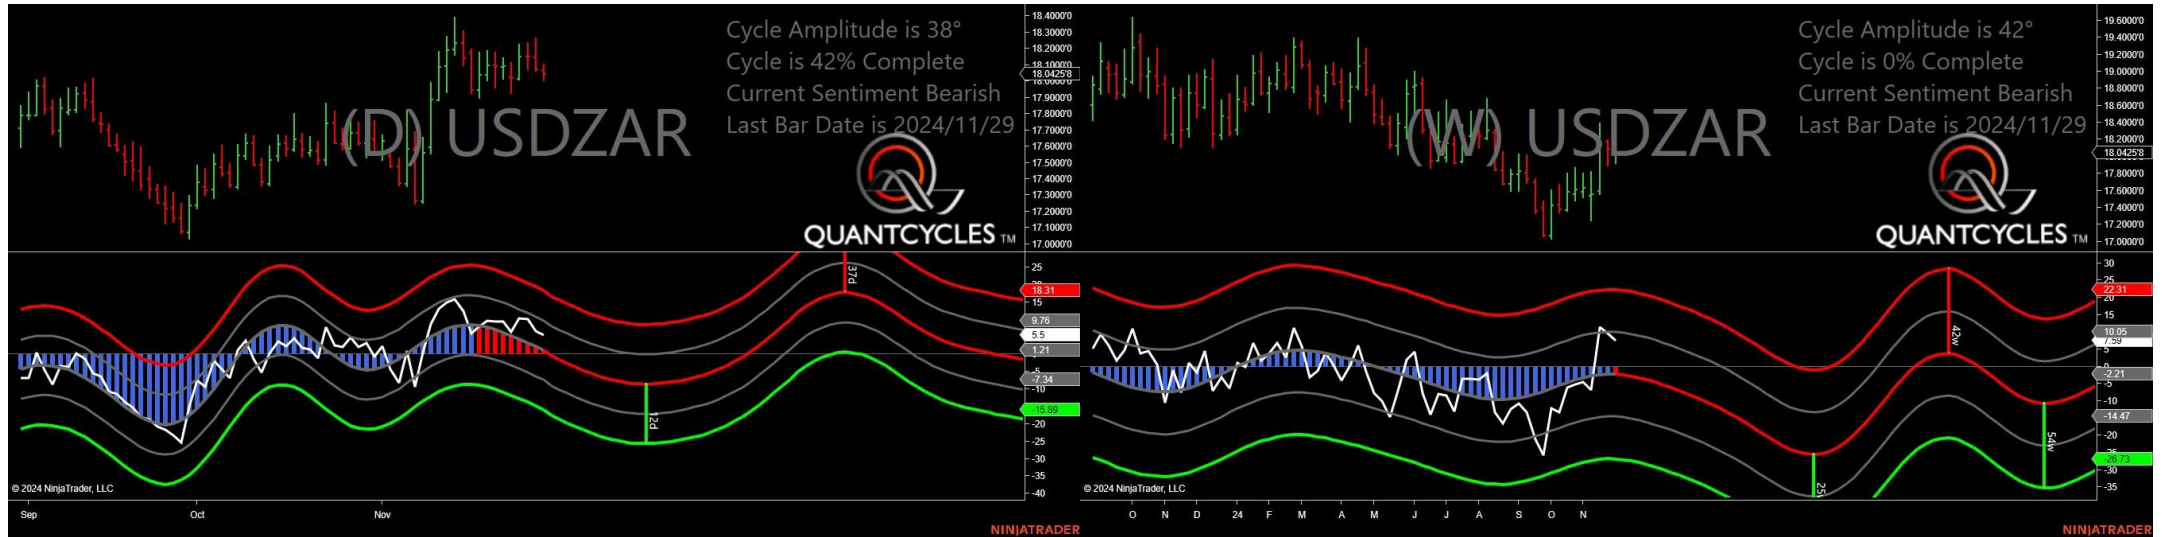 Cycle Amplitude is 38°
Cycle is 42% Complete
Current Sentiment Bearish
Last Bar Date is 2024/11/29
(D) USDZAR
QUANTCYCLES TM
18.4000'0
18.3000'0
18.2000'0
18.1000'0
18.0425'8
18.0000'0
17.9000'0
17.8000'0
17.7000'0
17.6000'0
17.5000'0
17.4000'0
17.3000'0
17.2000'0
17.1000'0
17.0000'0
37d
12d
25
18.31
15
9.76
5.5
1.21
-5
-7.34
-10
-15.89
-20
-25
-30
-35
-40
© 2024 NinjaTrader, LLC
Sep Oct Nov
NINJATRADER
Cycle Amplitude is 42°
Cycle is 0% Complete
Current Sentiment Bearish
Last Bar Date is 2024/11/29
(W) USDZAR
QUANTCYCLES TM
19.6000'0
19.4000'0
19.2000'0
19.0000'0
18.8000'0
18.6000'0
18.4000'0
18.2000'0
18.0425'8
17.8000'0
17.6000'0
17.4000'0
17.2000'0
17.0000'0
42w
54w
30
25
22.31
20
15
10.05
7.59
5
-2.21
-5
-10
-14.47
-20
-26.73
-30
-35
© 2024 NinjaTrader, LLC
O N D 24 F M A M J J A S O N
NINJATRADER